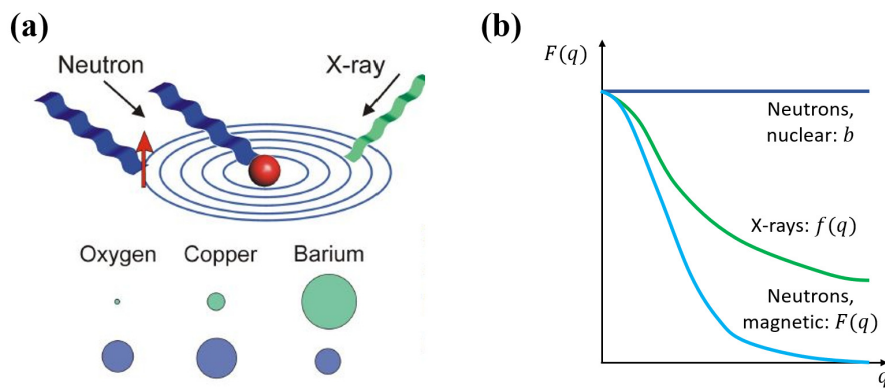 (a)
Neutron
X-ray
Oxygen Copper Barium
(b)
F(q)
Neutrons,
nuclear: b
X-rays: f(q)
Neutrons,
magnetic: F(q)
q